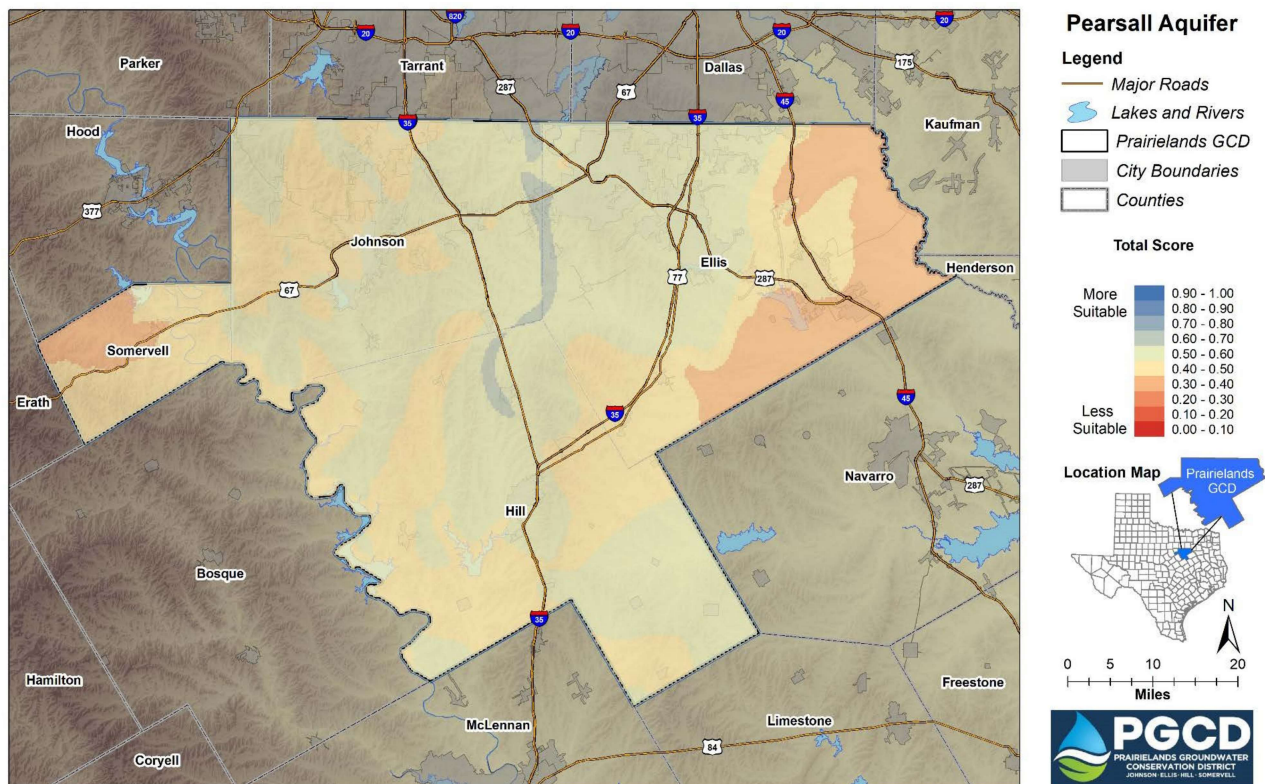 Pearsall Aquifer
Legend
Major Roads
Lakes and Rivers
Prairielands GCD
City Boundaries
Counties
Total Score
More
Suitable
0.90 - 1.00
0.80 - 0.90
0.70 - 0.80
0.60 - 0.70
0.50 - 0.60
0.40 - 0.50
0.30 - 0.40
0.20 - 0.30
0.10 - 0.20
0.00 - 0.10
Less
Suitable
Location Map
Prairielands
GCD
N
0 5 10 20
Miles
PGCD
PRAIRIELANDS GROUNDWATER
CONSERVATION DISTRICT
JOHNSON · ELLIS · HILL · SOMERVELL
820
20
20
20
20
Parker
Tarrant
Dallas
287
67
175
45
35
35
Hood
Kaufman
377
Johnson
Ellis
Henderson
67
77
287
Somervell
Erath
35
45
Navarro
287
Hill
Bosque
35
Hamilton
Freestone
McLennan
Limestone
84
Coryell